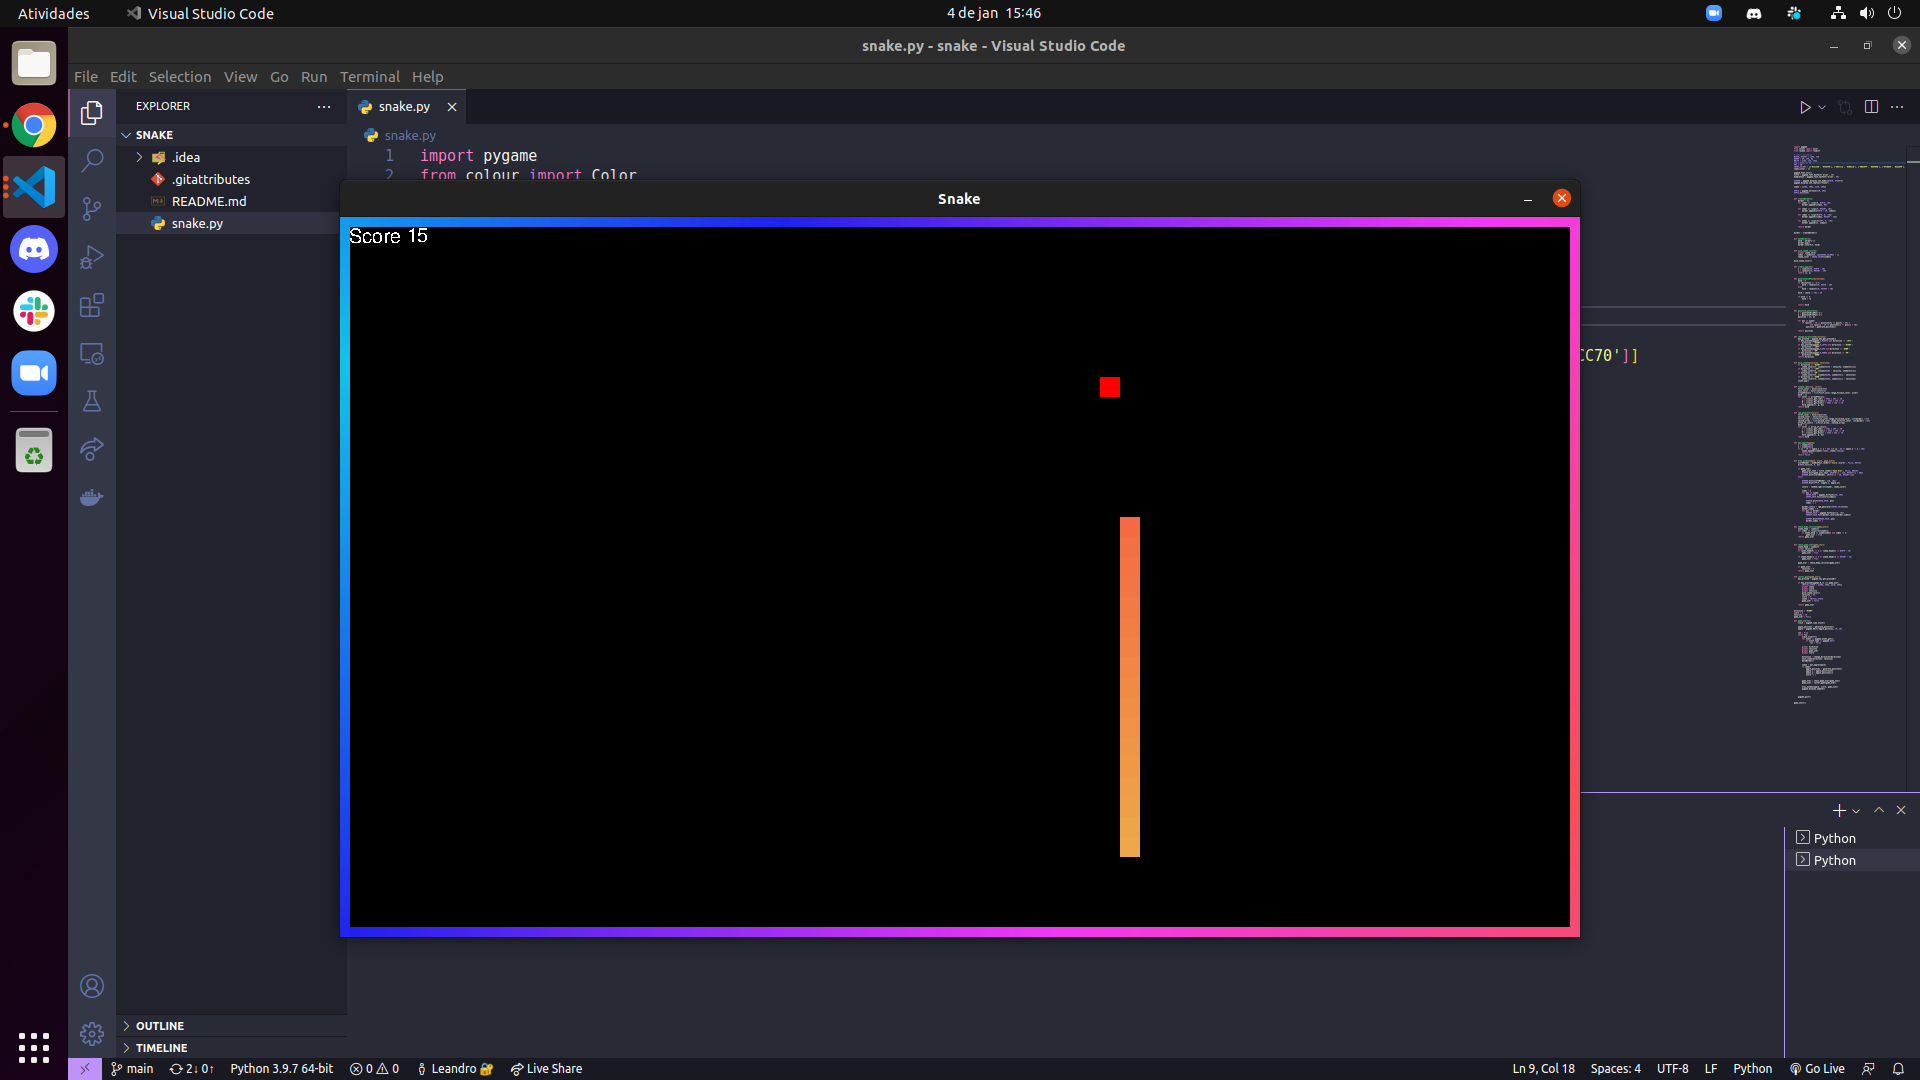 Atividades
Visual Studio Code
4 de jan 15:46
snake.py - snake - Visual Studio Code
File Edit Selection View Go Run Terminal Help
EXPLORER
snake.py
SNAKE
snake.py
.idea
1 import pygame
.gitattributes
2 from colour import Color
README.md
snake.py
Snake
Score 15
CC70']]
Python
Python
OUTLINE
TIMELINE
main 2↓ 0↑ Python 3.9.7 64-bit 0 0 Leandro Live Share
Ln 9, Col 18 Spaces: 4 UTF-8 LF Python Go Live